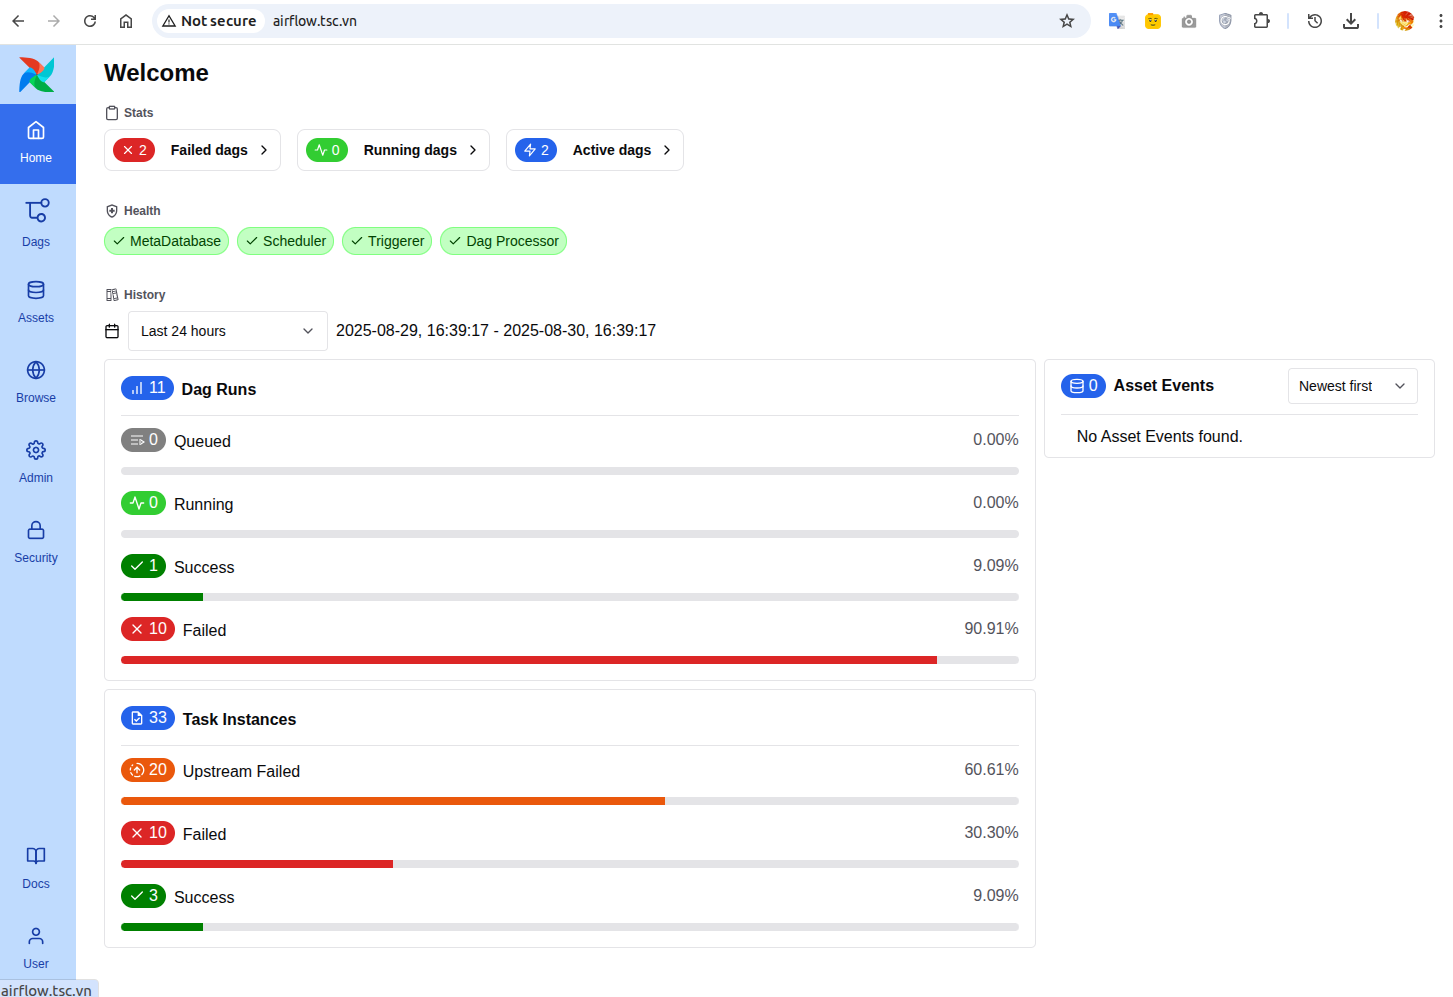 Not secure airflow.tsc.vn
Welcome
Stats
2 Failed dags
0 Running dags
2 Active dags
Health
MetaDatabase
Scheduler
Triggerer
Dag Processor
History
Last 24 hours
2025-08-29, 16:39:17 - 2025-08-30, 16:39:17
11 Dag Runs
0 Queued 0.00%
0 Running 0.00%
1 Success 9.09%
10 Failed 90.91%
0 Asset Events
Newest first
No Asset Events found.
33 Task Instances
20 Upstream Failed 60.61%
10 Failed 30.30%
3 Success 9.09%
Home
Dags
Assets
Browse
Admin
Security
Docs
User
airflow.tsc.vn